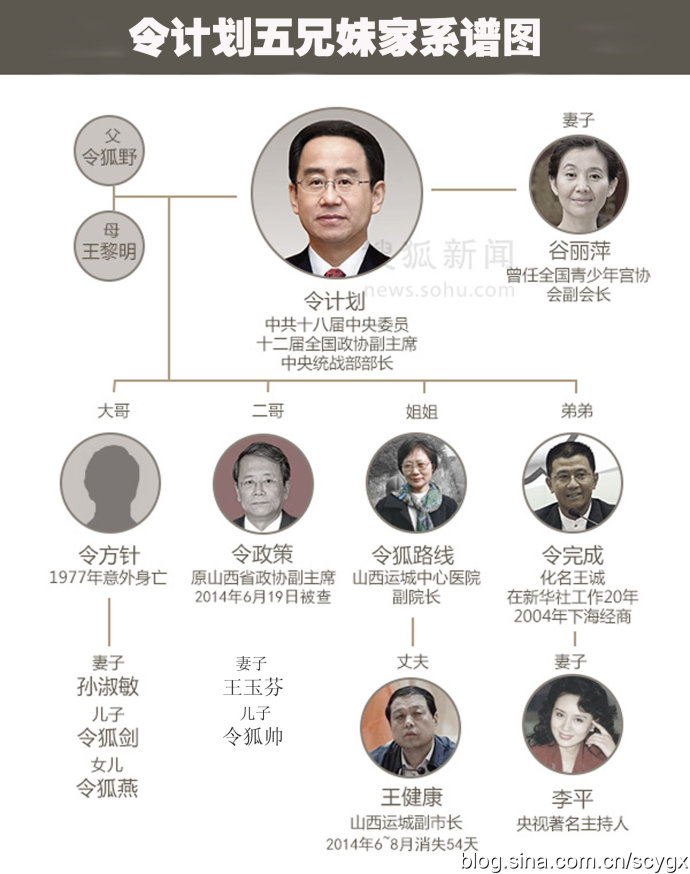 令计划五兄妹家系谱图
父
令狐野
母
王黎明
妻子
谷丽萍
曾任全国青少年宫协
会副会长
搜狐新闻
news.sohu.com
令计划
中共十八届中央委员
十二届全国政协副主席
中央统战部部长
大哥
二哥
姐姐
弟弟
令方针
1977年意外身亡
令政策
原山西省政协副主席
2014年6月19日被查
令狐路线
山西运城中心医院
副院长
令完成
化名王诚
在新华社工作20年
2004年下海经商
妻子
孙淑敏
儿子
令狐剑
女儿
令狐燕
妻子
王玉芬
儿子
令狐帅
丈夫
王健康
山西运城副市长
2014年6~8月消失54天
妻子
李平
央视著名主持人
blog.sina.com.cn/scygx